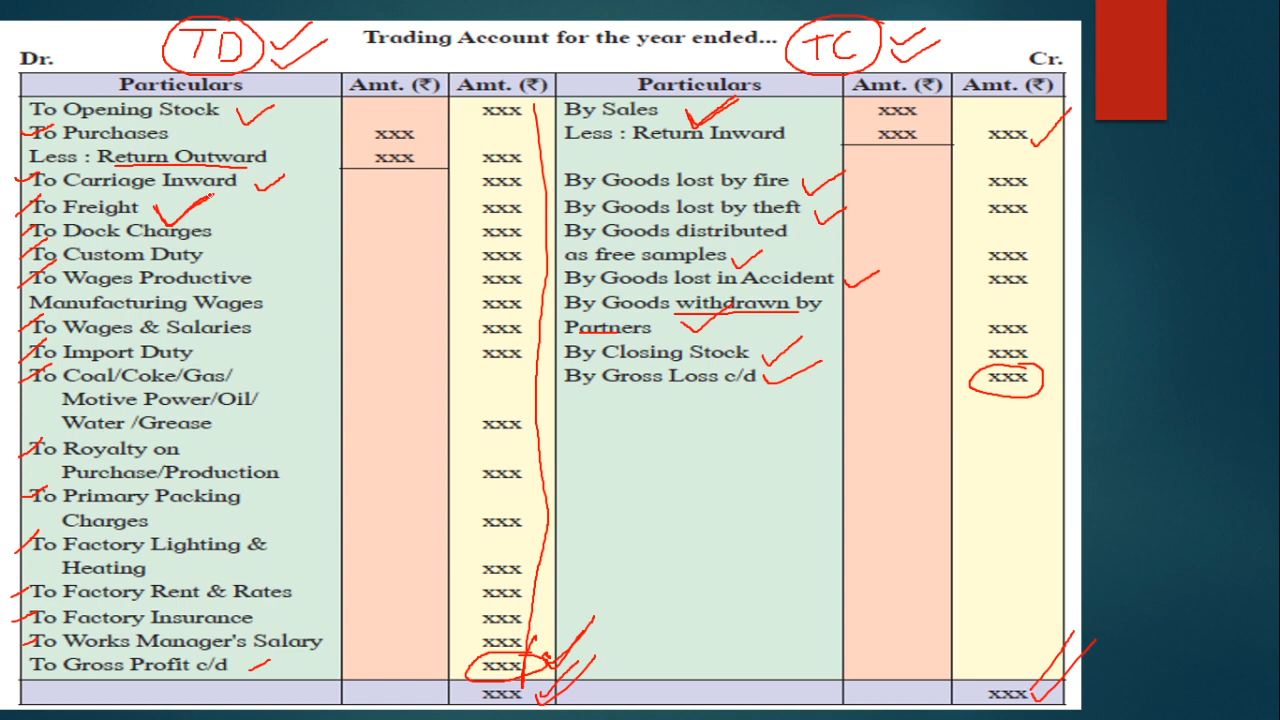 TD
TC
Trading Account for the year ended...
Dr.
Cr.
Particulars Amt. (₹) Amt. (₹) Particulars Amt. (₹) Amt. (₹)
To Opening Stock xxx By Sales xxx
To Purchases xxx Less : Return Inward xxx xxx
Less : Return Outward xxx xxx
To Carriage Inward xxx By Goods lost by fire xxx
To Freight xxx By Goods lost by theft xxx
To Dock Charges xxx By Goods distributed
To Custom Duty xxx as free samples xxx
To Wages Productive xxx By Goods lost in Accident xxx
Manufacturing Wages xxx By Goods withdrawn by
To Wages & Salaries xxx Partners xxx
To Import Duty xxx By Closing Stock xxx
To Coal/Coke/Gas/ By Gross Loss c/d xxx
Motive Power/Oil/
Water /Grease xxx
To Royalty on
Purchase/Production xxx
To Primary Packing
Charges xxx
To Factory Lighting &
Heating xxx
To Factory Rent & Rates xxx
To Factory Insurance xxx
To Works Manager's Salary xxx
To Gross Profit c/d xxx
xxx xxx